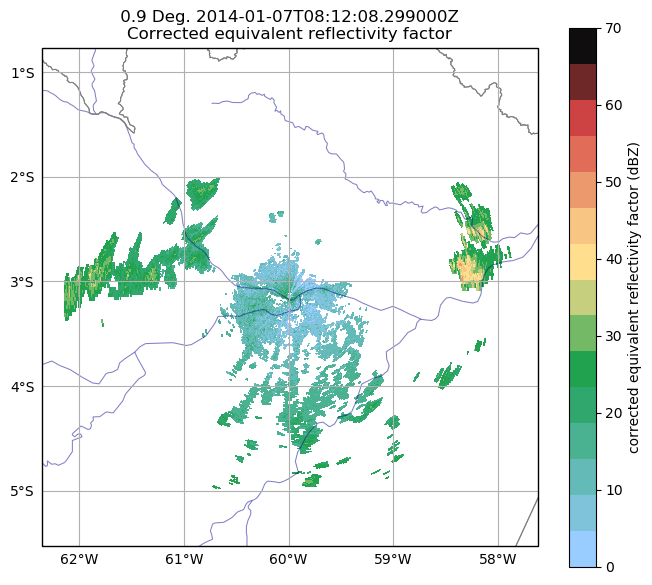 0.9 Deg. 2014-01-07T08:12:08.299000Z
Corrected equivalent reflectivity factor
1°S
2°S
3°S
4°S
5°S
62°W
61°W
60°W
59°W
58°W
70
60
50
40
30
20
10
0
corrected equivalent reflectivity factor (dBZ)